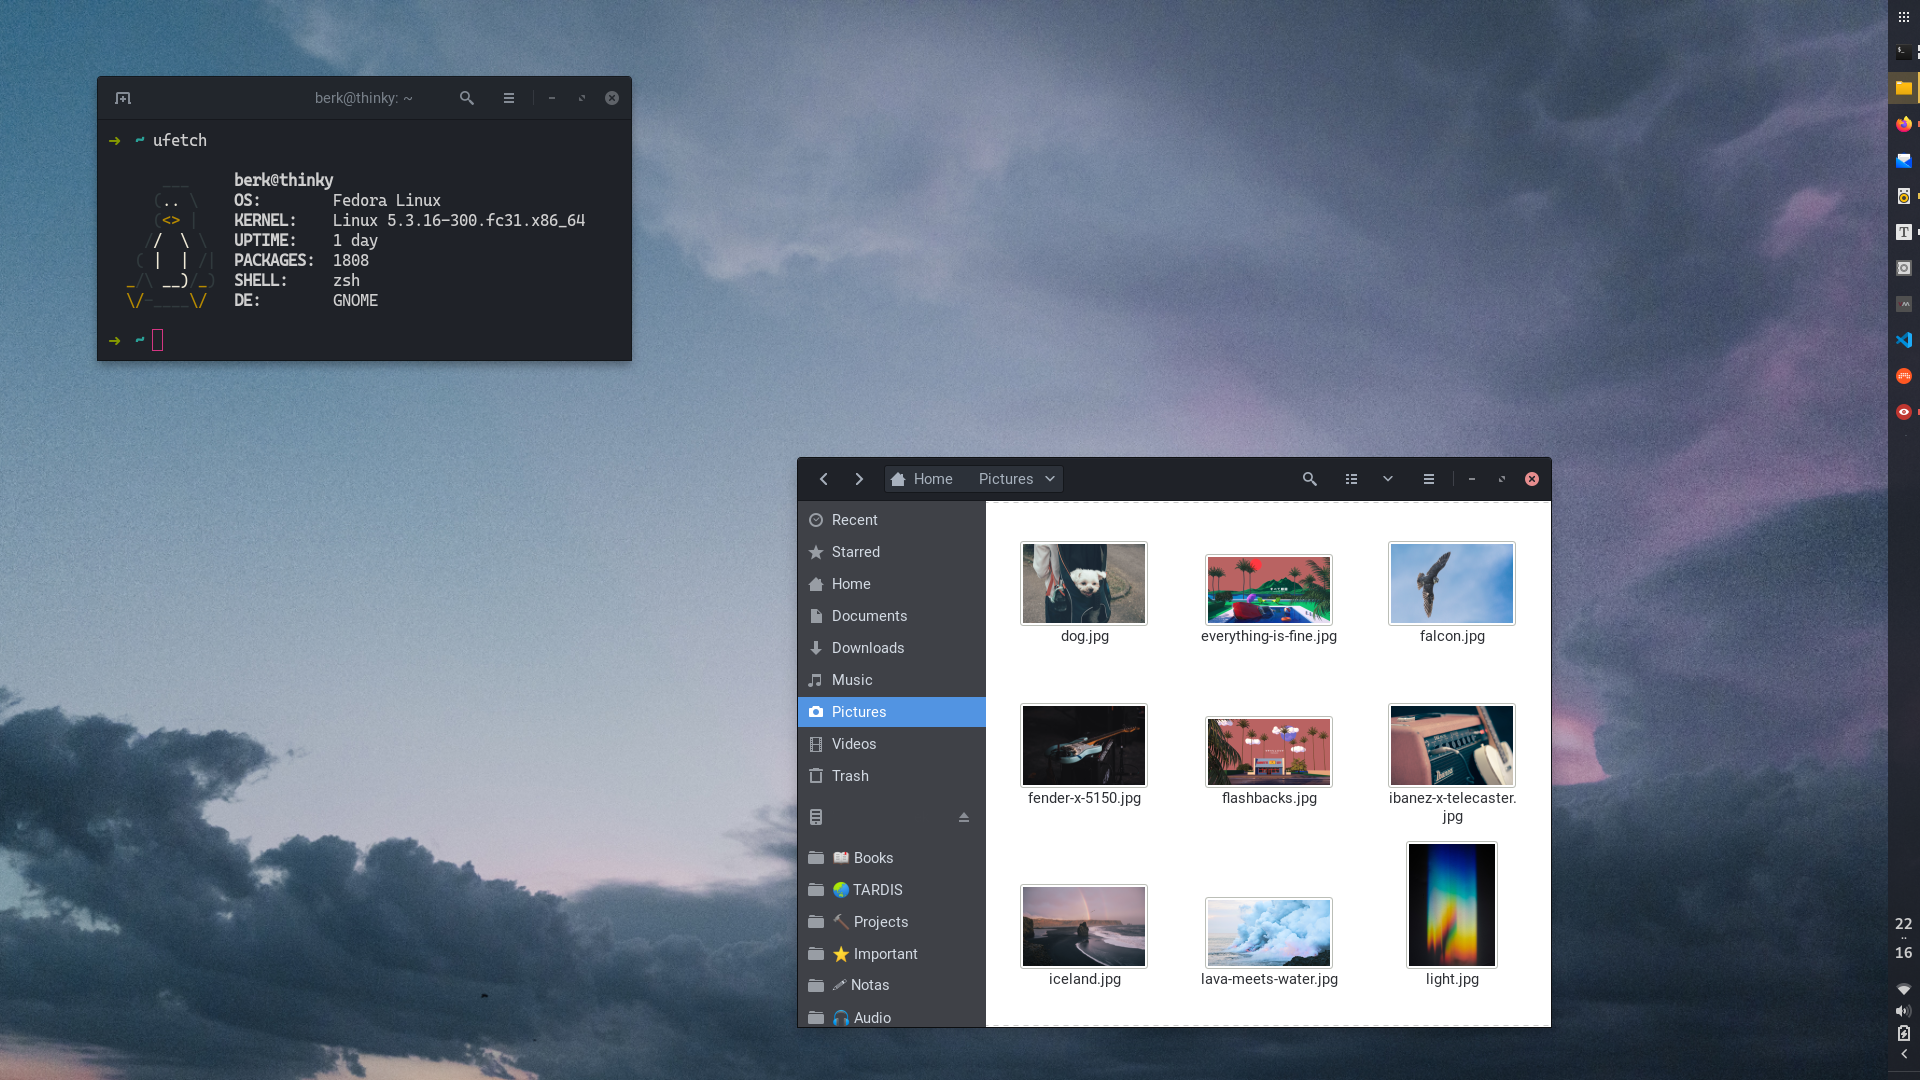 berk@thinky: ~
➜ ~ ufetch
berk@thinky
OS: Fedora Linux
KERNEL: Linux 5.3.16-300.fc31.x86_64
UPTIME: 1 day
PACKAGES: 1808
SHELL: zsh
DE: GNOME
➜ ~
Home Pictures
Recent
Starred
Home
Documents
Downloads
Music
Pictures
Videos
Trash
📖 Books
🌏 TARDIS
🔨 Projects
⭐ Important
🖊 Notas
🎧 Audio
dog.jpg
everything-is-fine.jpg
falcon.jpg
fender-x-5150.jpg
flashbacks.jpg
ibanez-x-telecaster.
jpg
iceland.jpg
lava-meets-water.jpg
light.jpg
22
..
16